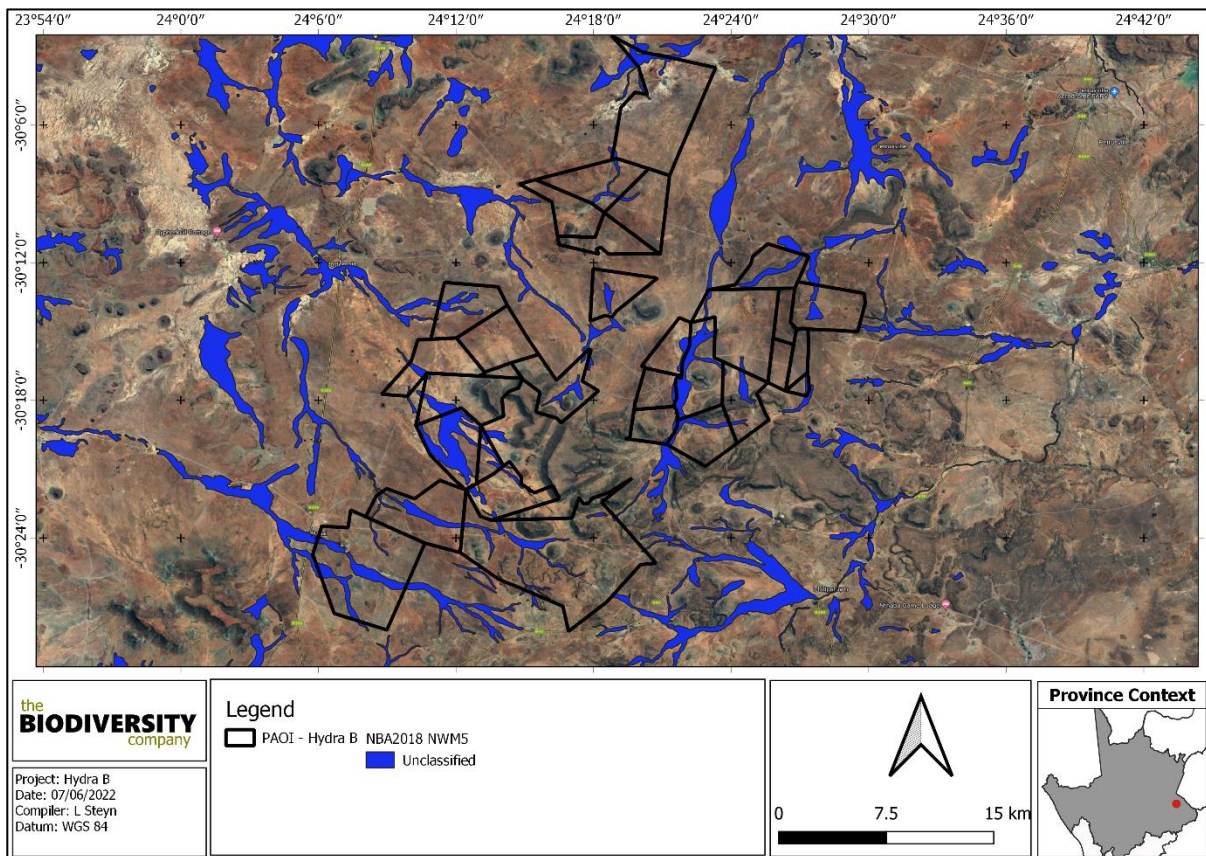 23°54'0"E 24°0'0" 24°6'0" 24°12'0" 24°18'0" 24°24'0" 24°30'0" 24°36'0" 24°42'0"
-30°6'0"
-30°12'0"
-30°18'0"
-30°24'0"
Petrusville
the
BIODIVERSITY
company
Project: Hydra B
Date: 07/06/2022
Compiler: L Steyn
Datum: WGS 84
Legend
PAOI - Hydra B NBA2018 NWM5
Unclassified
0 7.5 15 km
Province Context